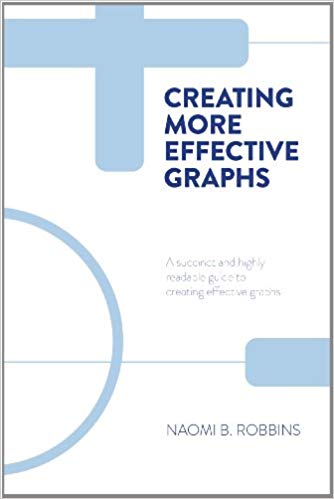 CREATING
MORE
EFFECTIVE
GRAPHS
A succinct and highly
readable guide to
creating effective graphs
NAOMI B. ROBBINS